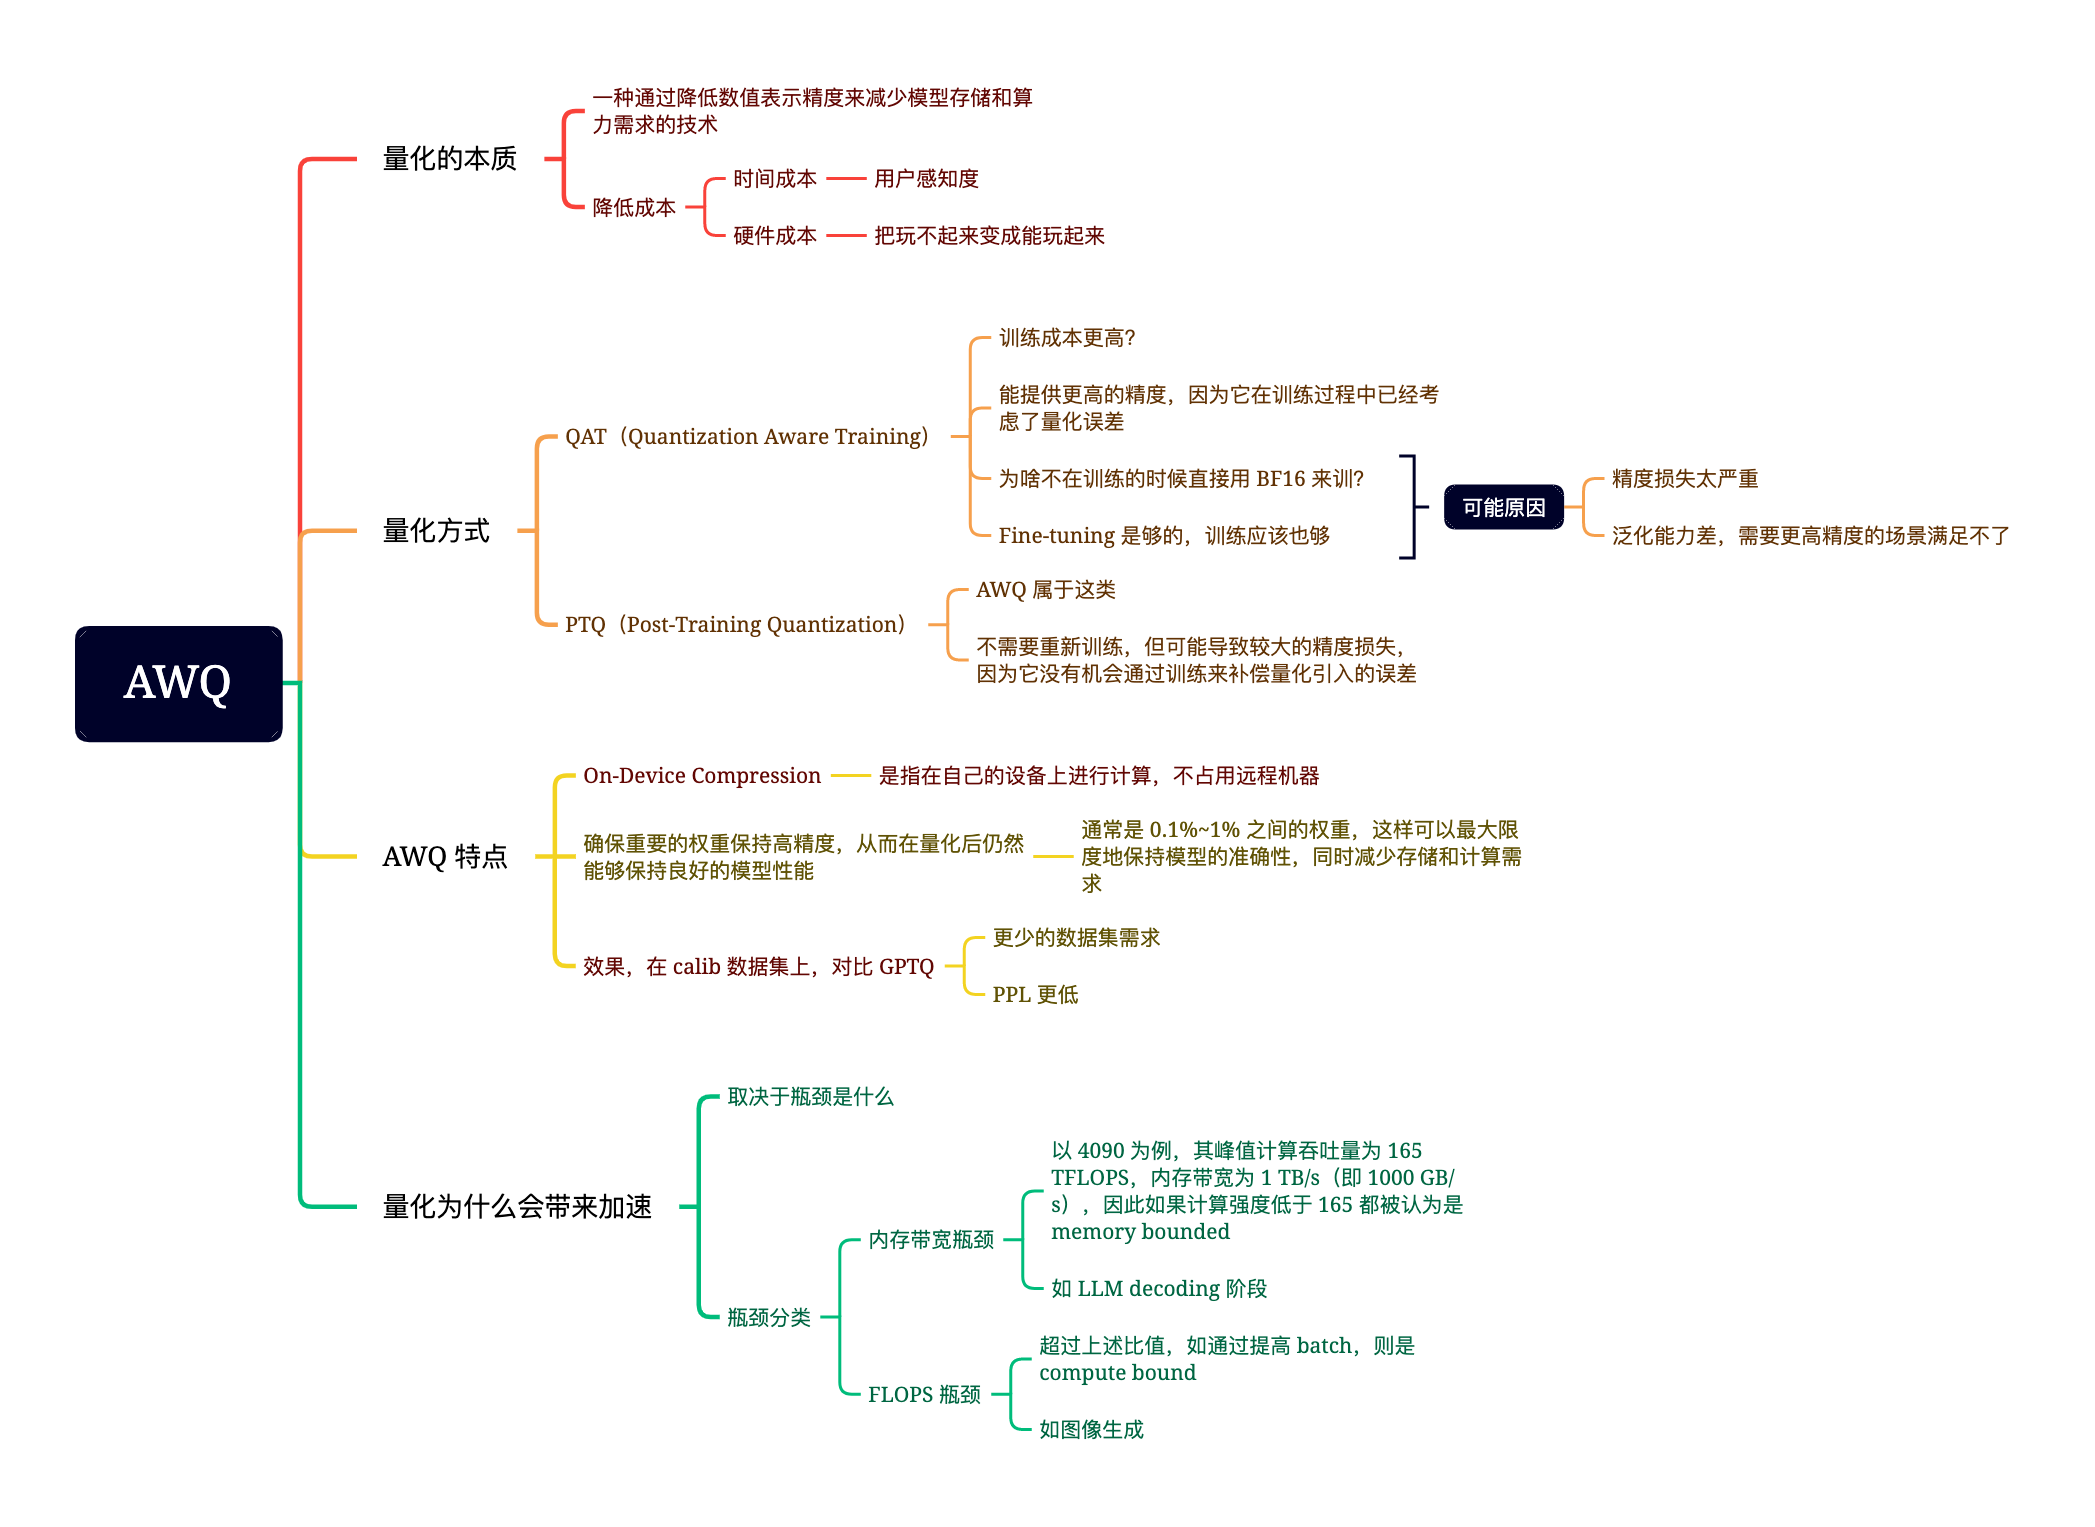 AWQ
量化的本质
一种通过降低数值表示精度来减少模型存储和算
力需求的技术
降低成本
时间成本
用户感知度
硬件成本
把玩不起来变成能玩起来
量化方式
QAT（Quantization Aware Training）
训练成本更高？
能提供更高的精度，因为它在训练过程中已经考
虑了量化误差
为啥不在训练的时候直接用 BF16 来训？
Fine-tuning 是够的，训练应该也够
可能原因
精度损失太严重
泛化能力差，需要更高精度的场景满足不了
PTQ（Post-Training Quantization）
AWQ 属于这类
不需要重新训练，但可能导致较大的精度损失，
因为它没有机会通过训练来补偿量化引入的误差
AWQ 特点
On-Device Compression
是指在自己的设备上进行计算，不占用远程机器
确保重要的权重保持高精度，从而在量化后仍然
能够保持良好的模型性能
通常是 0.1%~1% 之间的权重，这样可以最大限
度地保持模型的准确性，同时减少存储和计算需
求
效果，在 calib 数据集上，对比 GPTQ
更少的数据集需求
PPL 更低
量化为什么会带来加速
取决于瓶颈是什么
瓶颈分类
内存带宽瓶颈
以 4090 为例，其峰值计算吞吐量为 165
TFLOPS，内存带宽为 1 TB/s（即 1000 GB/
s），因此如果计算强度低于 165 都被认为是
memory bounded
如 LLM decoding 阶段
FLOPS 瓶颈
超过上述比值，如通过提高 batch，则是
compute bound
如图像生成